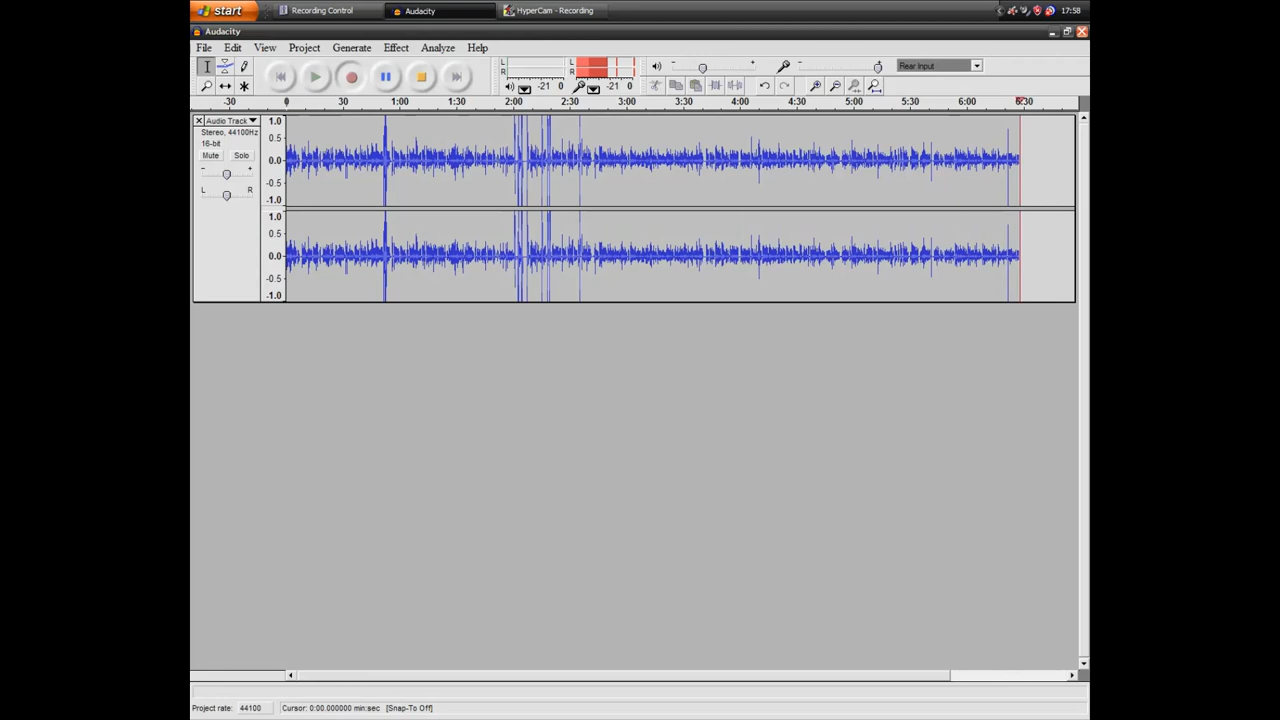 start Recording Control Audacity HyperCam - Recording 17:58
Audacity
File Edit View Project Generate Effect Analyze Help
L R L R - + - + Rear Input
-21 0 -21 0
-30 0 30 1:00 1:30 2:00 2:30 3:00 3:30 4:00 4:30 5:00 5:30 6:00 6:30
Audio Track
Stereo, 44100Hz
16-bit
Mute Solo
- +
L R
1.0
0.5
0.0
-0.5
-1.0
1.0
0.5
0.0
-0.5
-1.0
Project rate: 44100 Cursor: 0:00.000000 min:sec [Snap-To Off]